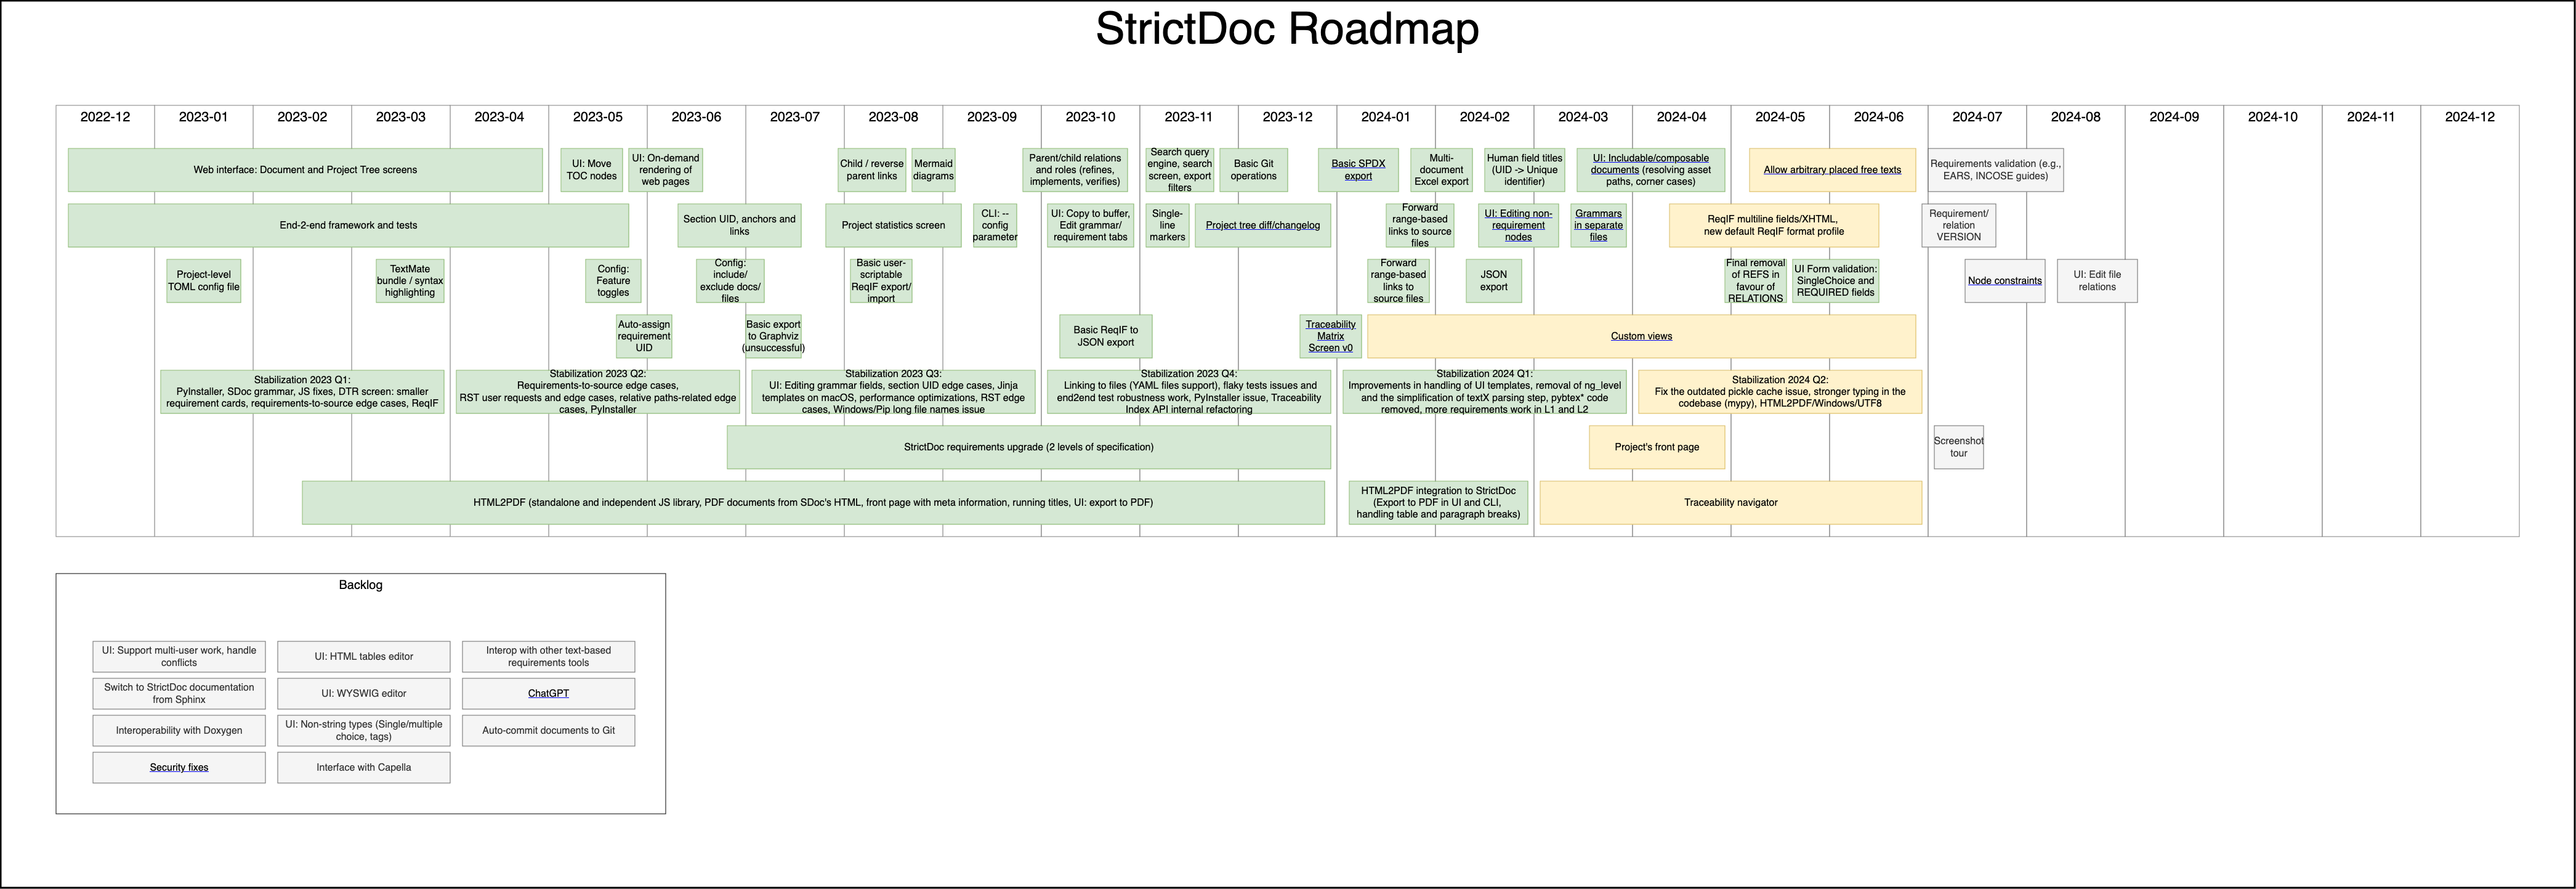 StrictDoc Roadmap
2022-12
2023-01
2023-02
2023-03
2023-04
2023-05
2023-06
2023-07
2023-08
2023-09
2023-10
2023-11
2023-12
2024-01
2024-02
2024-03
2024-04
2024-05
2024-06
2024-07
2024-08
2024-09
2024-10
2024-11
2024-12
Web interface: Document and Project Tree screens
UI: Move
TOC nodes
UI: On-demand
rendering of
web pages
Child / reverse
parent links
Mermaid
diagrams
Parent/child relations
and roles (refines,
implements, verifies)
Search query
engine, search
screen, export
filters
Basic Git
operations
Basic SPDX
export
Multi-
document
Excel export
Human field titles
(UID -> Unique
identifier)
UI: Includable/composable
documents (resolving asset
paths, corner cases)
Allow arbitrary placed free texts
Requirements validation (e.g.,
EARS, INCOSE guides)
End-2-end framework and tests
Section UID, anchors and
links
Project statistics screen
CLI: --
config
parameter
UI: Copy to buffer,
Edit grammar/
requirement tabs
Single-
line
markers
Project tree diff/changelog
Forward
range-based
links to source
files
UI: Editing non-
requirement
nodes
Grammars
in separate
files
ReqIF multiline fields/XHTML,
new default ReqIF format profile
Requirement/
relation
VERSION
Project-level
TOML config file
TextMate
bundle / syntax
highlighting
Config:
Feature
toggles
Config:
include/
exclude docs/
files
Basic user-
scriptable
ReqIF export/
import
Forward
range-based
links to
source files
JSON
export
Final removal
of REFS in
favour of
RELATIONS
UI Form validation:
SingleChoice and
REQUIRED fields
Node constraints
UI: Edit file
relations
Auto-assign
requirement
UID
Basic export
to Graphviz
(unsuccessful)
Basic ReqIF to
JSON export
Traceability
Matrix
Screen v0
Custom views
Stabilization 2023 Q1:
PyInstaller, SDoc grammar, JS fixes, DTR screen: smaller
requirement cards, requirements-to-source edge cases, ReqIF
Stabilization 2023 Q2:
Requirements-to-source edge cases,
RST user requests and edge cases, relative paths-related edge
cases, PyInstaller
Stabilization 2023 Q3:
UI: Editing grammar fields, section UID edge cases, Jinja
templates on macOS, performance optimizations, RST edge
cases, Windows/Pip long file names issue
Stabilization 2023 Q4:
Linking to files (YAML files support), flaky tests issues and
end2end test robustness work, PyInstaller issue, Traceability
Index API internal refactoring
Stabilization 2024 Q1:
Improvements in handling of UI templates, removal of ng_level
and the simplification of textX parsing step, pybtex* code
removed, more requirements work in L1 and L2
Stabilization 2024 Q2:
Fix the outdated pickle cache issue, stronger typing in the
codebase (mypy), HTML2PDF/Windows/UTF8
StrictDoc requirements upgrade (2 levels of specification)
Project's front page
Screenshot
tour
HTML2PDF (standalone and independent JS library, PDF documents from SDoc's HTML, front page with meta information, running titles, UI: export to PDF)
HTML2PDF integration to StrictDoc
(Export to PDF in UI and CLI,
handling table and paragraph breaks)
Traceability navigator
Backlog
UI: Support multi-user work, handle
conflicts
UI: HTML tables editor
Interop with other text-based
requirements tools
Switch to StrictDoc documentation
from Sphinx
UI: WYSWIG editor
ChatGPT
Interoperability with Doxygen
UI: Non-string types (Single/multiple
choice, tags)
Auto-commit documents to Git
Security fixes
Interface with Capella